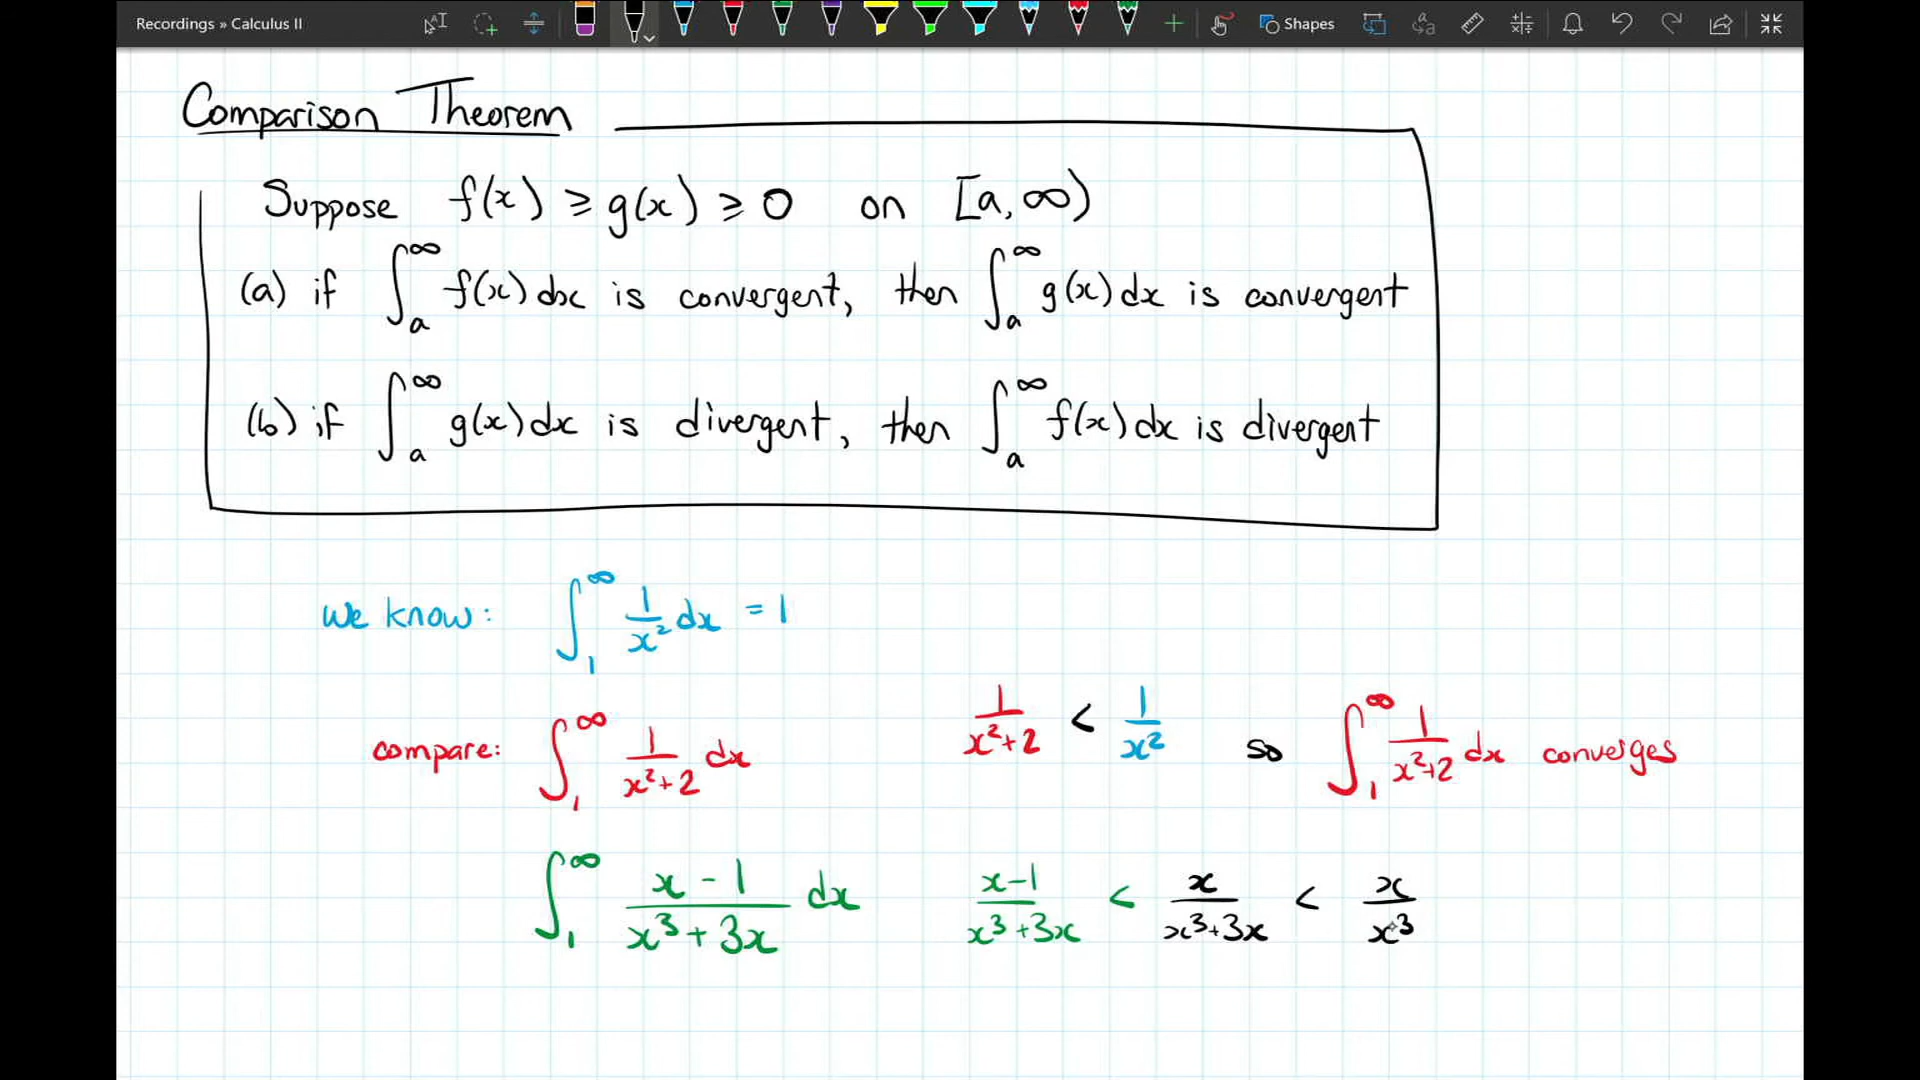 Recordings » Calculus II
Shapes
Comparison Theorem
Suppose f(x) ≥ g(x) ≥ 0 on [a, ∞)
(a) if ∫_a^∞ f(x) dx is convergent, then ∫_a^∞ g(x) dx is convergent
(b) if ∫_a^∞ g(x) dx is divergent, then ∫_a^∞ f(x) dx is divergent
we know: ∫_1^∞ 1/x² dx = 1
compare: ∫_1^∞ 1/(x²+2) dx 1/(x²+2) < 1/x² so ∫_1^∞ 1/(x²+2) dx converges
∫_1^∞ (x-1)/(x³+3x) dx (x-1)/(x³+3x) < x/(x³+3x) < x/x³